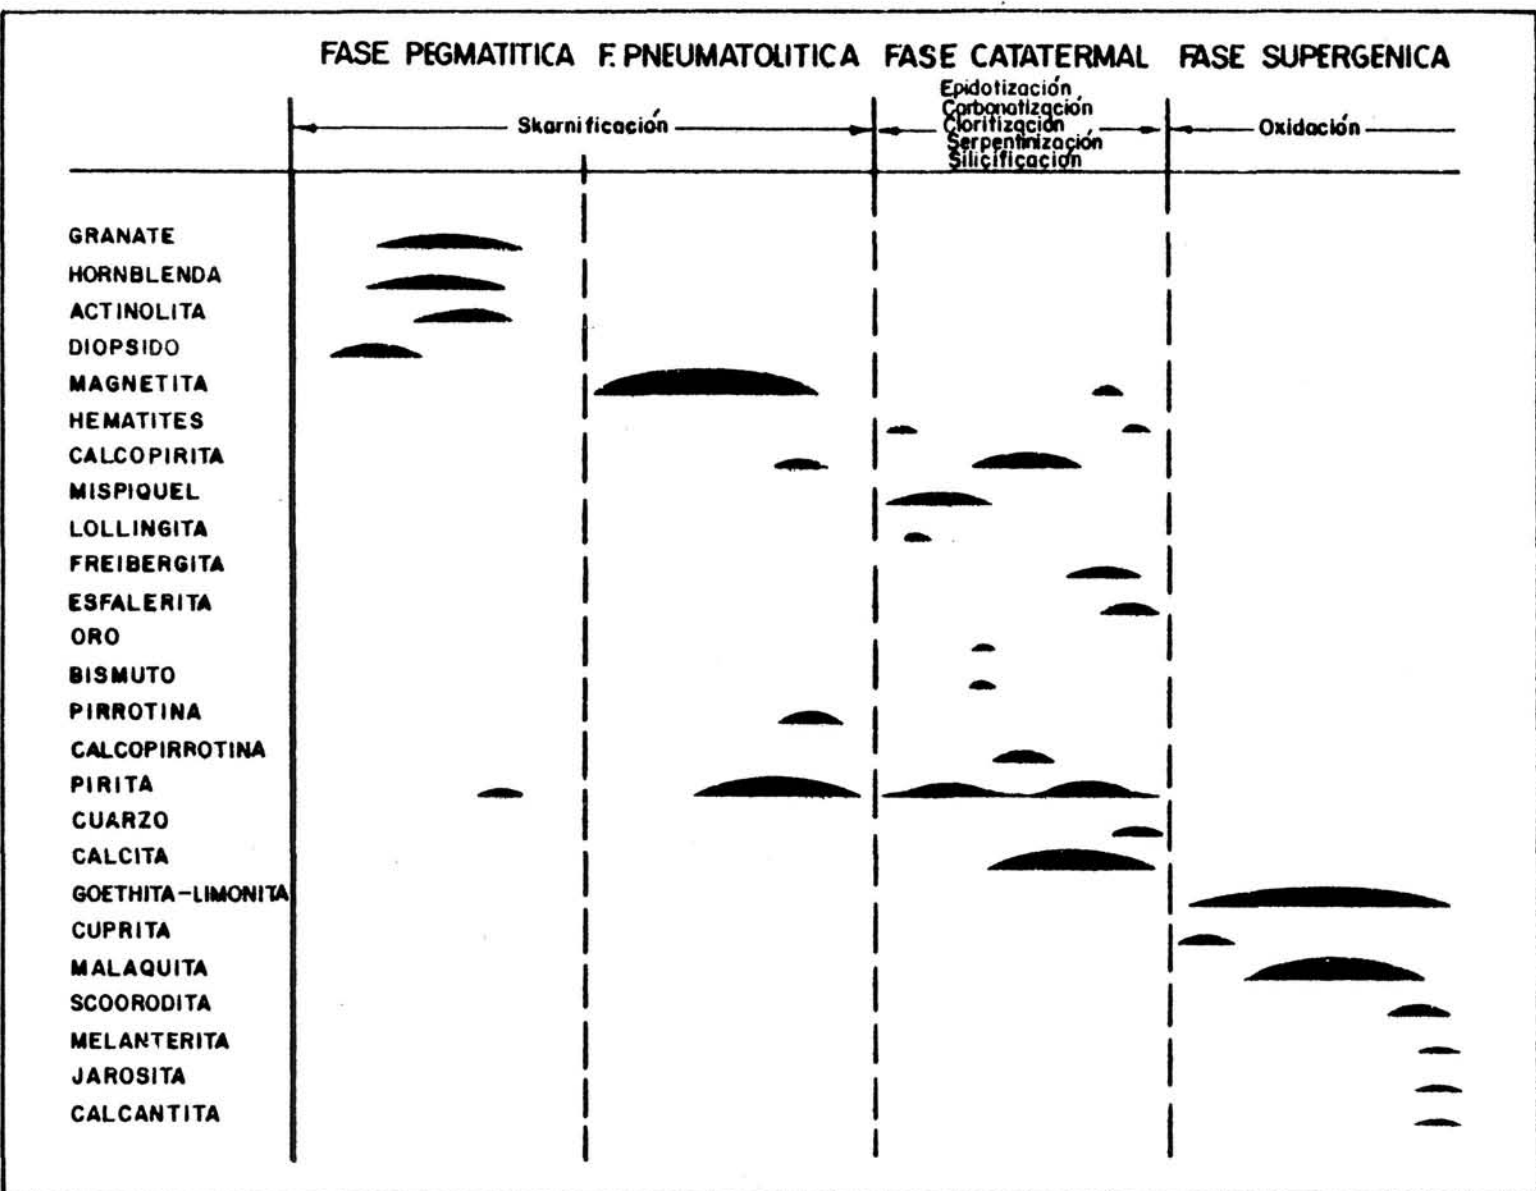 FASE PEGMATITICA F. PNEUMATOLITICA FASE CATATERMAL FASE SUPERGENICA
Epidotización
Carbonatización
Skarnificación Cloritización Oxidación
Serpentinización
Silicificación
GRANATE
HORNBLENDA
ACTINOLITA
DIOPSIDO
MAGNETITA
HEMATITES
CALCOPIRITA
MISPIQUEL
LOLLINGITA
FREIBERGITA
ESFALERITA
ORO
BISMUTO
PIRROTINA
CALCOPIRROTINA
PIRITA
CUARZO
CALCITA
GOETHITA-LIMONITA
CUPRITA
MALAQUITA
SCOORODITA
MELANTERITA
JAROSITA
CALCANTITA